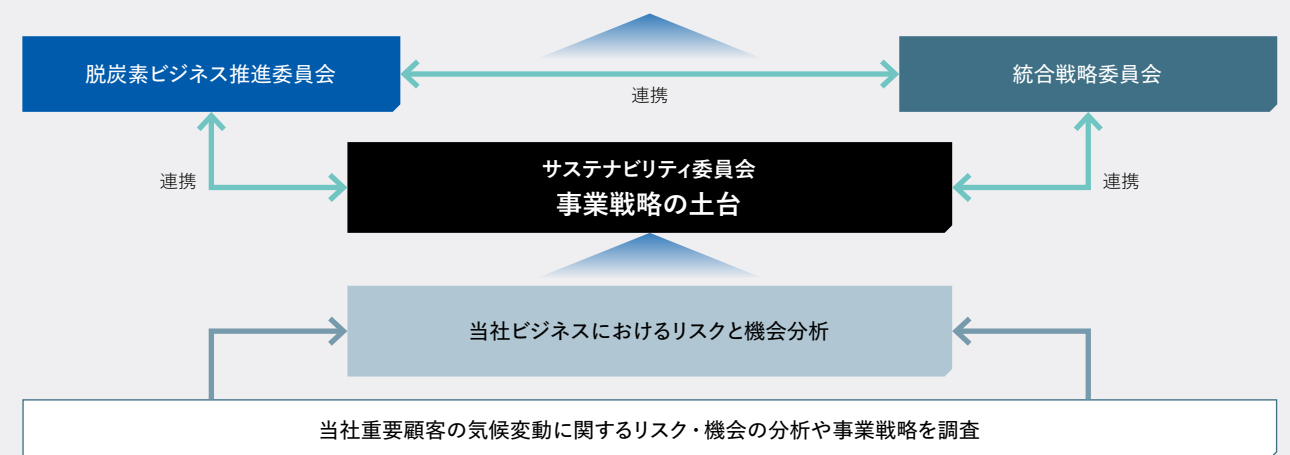 脱炭素ビジネス推進委員会
統合戦略委員会
連携
サステナビリティ委員会
事業戦略の土台
連携
連携
当社ビジネスにおけるリスクと機会分析
当社重要顧客の気候変動に関するリスク・機会の分析や事業戦略を調査